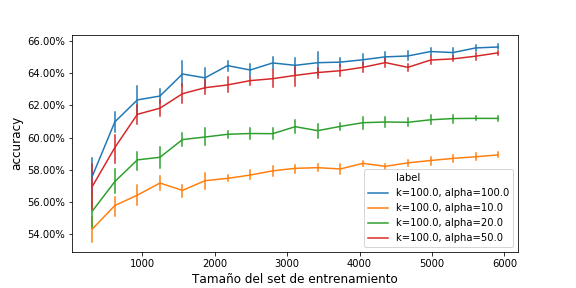 66.00%
64.00%
62.00%
60.00%
58.00%
56.00%
54.00%
accuracy
label
k=100.0, alpha=100.0
k=100.0, alpha=10.0
k=100.0, alpha=20.0
k=100.0, alpha=50.0
1000 2000 3000 4000 5000 6000
Tamaño del set de entrenamiento